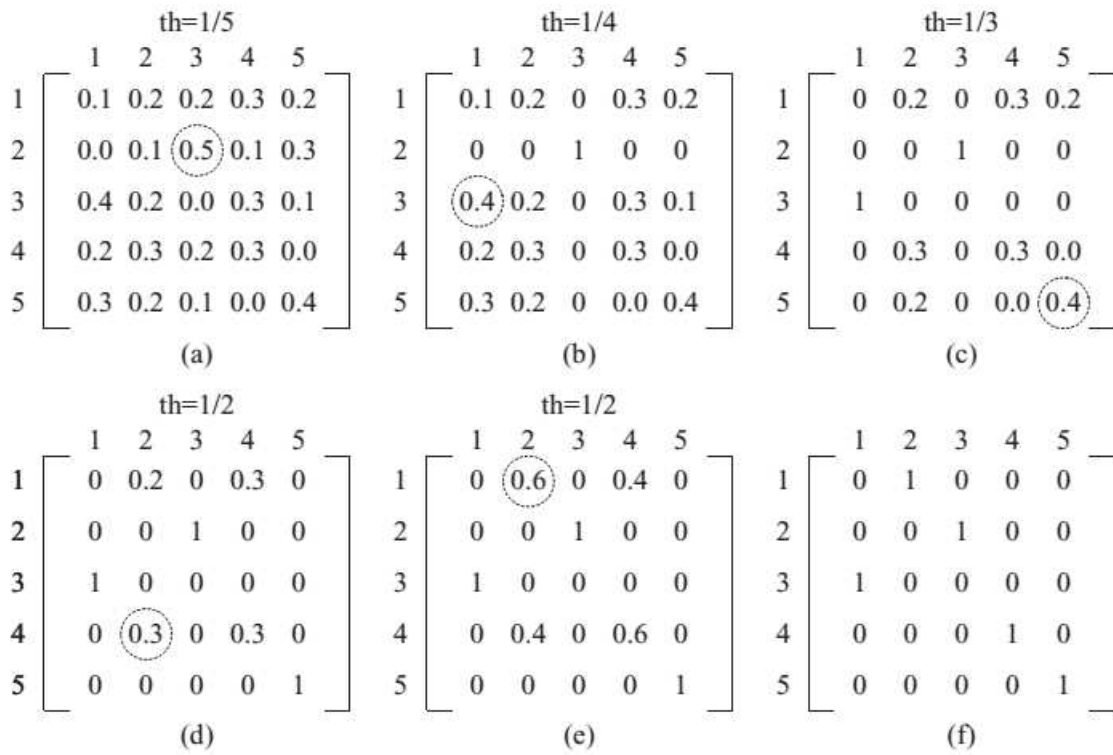 th=1/5 th=1/4 th=1/3
1 2 3 4 5 1 2 3 4 5 1 2 3 4 5
1 0.1 0.2 0.2 0.3 0.2 1 0.1 0.2 0 0.3 0.2 1 0 0.2 0 0.3 0.2
2 0.0 0.1 0.5 0.1 0.3 2 0 0 1 0 0 2 0 0 1 0 0
3 0.4 0.2 0.0 0.3 0.1 3 0.4 0.2 0 0.3 0.1 3 1 0 0 0 0
4 0.2 0.3 0.2 0.3 0.0 4 0.2 0.3 0 0.3 0.0 4 0 0.3 0 0.3 0.0
5 0.3 0.2 0.1 0.0 0.4 5 0.3 0.2 0 0.0 0.4 5 0 0.2 0 0.0 0.4
(a) (b) (c)
th=1/2 th=1/2
1 2 3 4 5 1 2 3 4 5 1 2 3 4 5
1 0 0.2 0 0.3 0 1 0 0.6 0 0.4 0 1 0 1 0 0 0
2 0 0 1 0 0 2 0 0 1 0 0 2 0 0 1 0 0
3 1 0 0 0 0 3 1 0 0 0 0 3 1 0 0 0 0
4 0 0.3 0 0.3 0 4 0 0.4 0 0.6 0 4 0 0 0 1 0
5 0 0 0 0 1 5 0 0 0 0 1 5 0 0 0 0 1
(d) (e) (f)